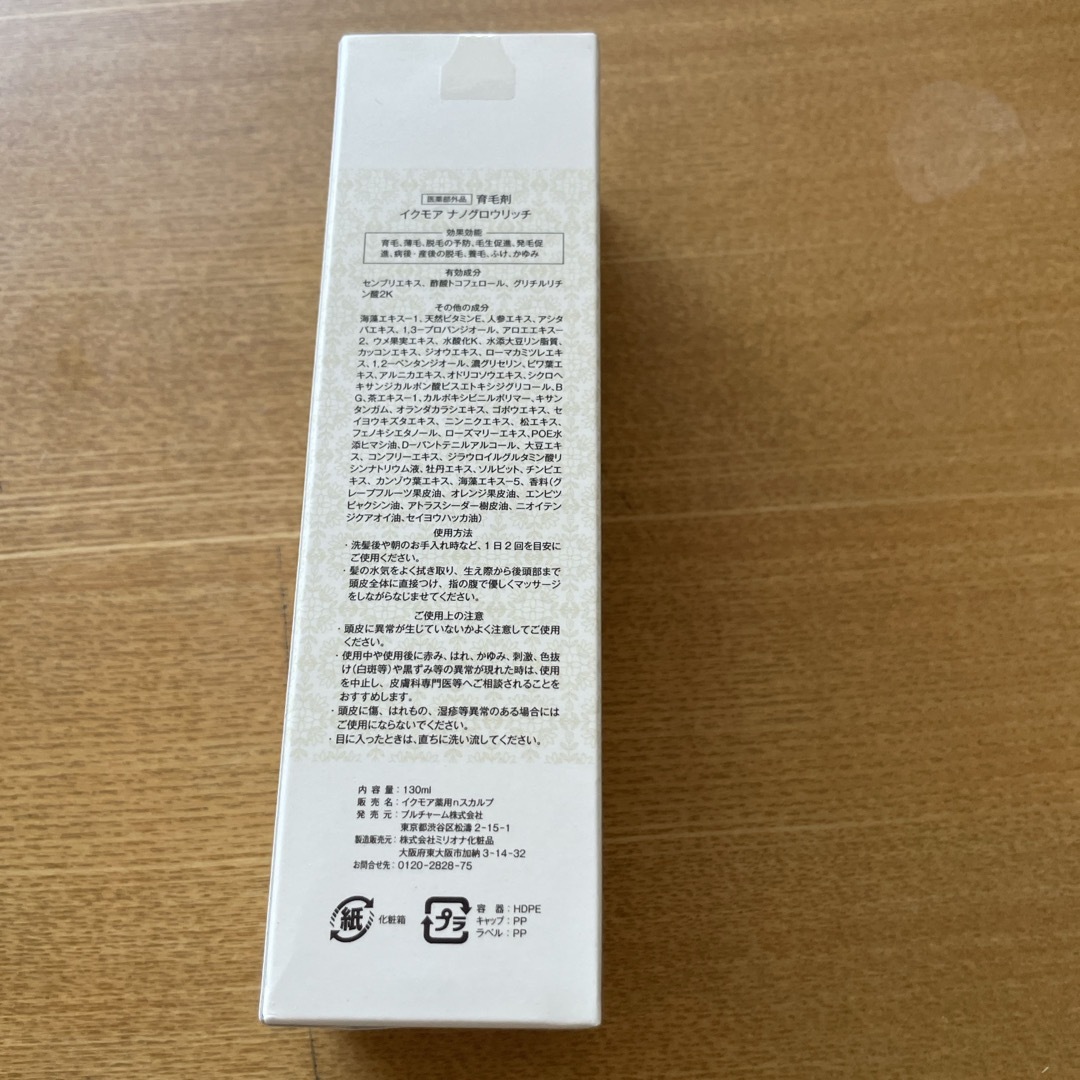 医薬部外品 育毛剤
イクモア ナノグロウリッチ
効果効能
育毛、薄毛、脱毛の予防、毛生促進、発毛促
進、病後・産後の脱毛、養毛、ふけ、かゆみ
有効成分
センブリエキス、酢酸トコフェロール、グリチルリチ
ン酸2K
その他の成分
海藻エキス−1、天然ビタミンE、人参エキス、アシタ
バエキス、1,3−プロパンジオール、アロエエキス−
2、ウメ果実エキス、水酸化K、水添大豆リン脂質、
カッコンエキス、ジオウエキス、ローマカミツレエキ
ス、1,2−ペンタンジオール、濃グリセリン、ビワ葉エ
キス、アルニカエキス、オドリコソウエキス、シクロヘ
キサンジカルボン酸ビスエトキシジグリコール、B
G、茶エキス−1、カルボキシビニルポリマー、キサン
タンガム、オランダカラシエキス、ゴボウエキス、セ
イヨウキズタエキス、ニンニクエキス、松エキス、
フェノキシエタノール、ローズマリーエキス、POE水
添ヒマシ油、D−パントテニルアルコール、大豆エキ
ス、コンフリーエキス、ジラウロイルグルタミン酸リ
シンナトリウム液、牡丹エキス、ソルビット、チンピエ
キス、カンゾウ葉エキス、海藻エキス−5、香料(グ
レープフルーツ果皮油、オレンジ果皮油、エンピツ
ビャクシン油、アトラスシーダー樹皮油、ニオイテン
ジクアオイ油、セイヨウハッカ油)
使用方法
・洗髪後や朝のお手入れ時など、1日2回を目安に
ご使用ください。
・髪の水気をよく拭き取り、生え際から後頭部まで
頭皮全体に直接つけ、指の腹で優しくマッサージ
をしながらなじませてください。
ご使用上の注意
・頭皮に異常が生じていないかよく注意してご使用
ください。
・使用中や使用後に赤み、はれ、かゆみ、刺激、色抜
け(白斑等)や黒ずみ等の異常が現れた時は、使用
を中止し、皮膚科専門医等へご相談されることを
おすすめします。
・頭皮に傷、はれもの、湿疹等異常のある場合には
ご使用にならないでください。
・目に入ったときは、直ちに洗い流してください。
内容量:130ml
販売名:イクモア薬用nスカルプ
発売元:プルチャーム株式会社
東京都渋谷区松濤2-15-1
製造販売元:株式会社ミリオナ化粧品
大阪府東大阪市加納3-14-32
お問合せ先:0120-2828-75
紙 化粧箱
プラ 容器:HDPE
キャップ:PP
ラベル:PP